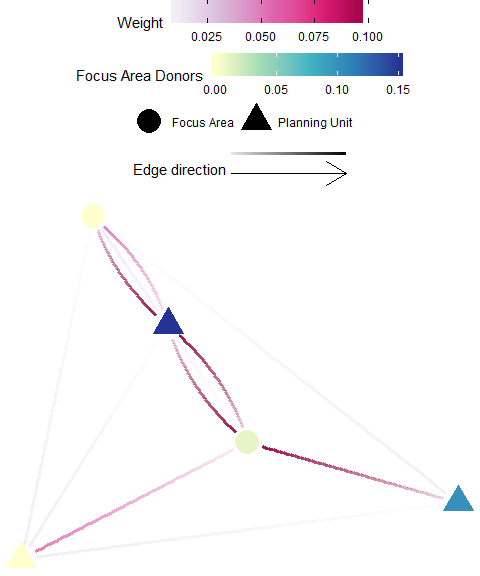 Weight
0.025 0.050 0.075 0.100
Focus Area Donors
0.00 0.05 0.10 0.15
Focus Area Planning Unit
Edge direction